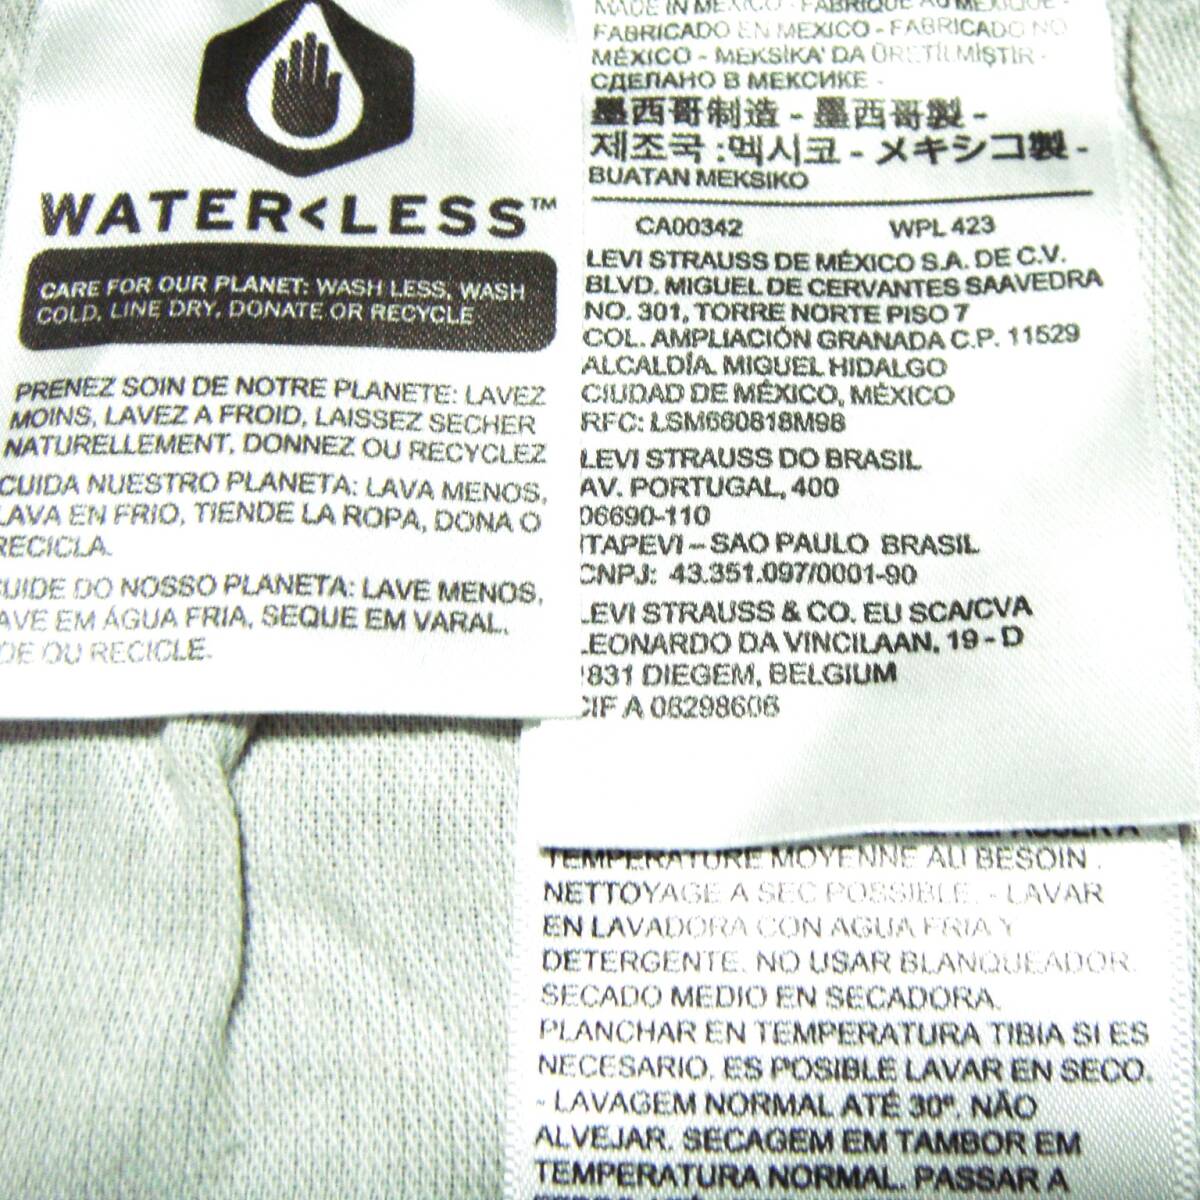 WATER<LESS™
CARE FOR OUR PLANET: WASH LESS, WASH
COLD, LINE DRY, DONATE OR RECYCLE
PRENEZ SOIN DE NOTRE PLANETE: LAVEZ
MOINS, LAVEZ A FROID, LAISSEZ SECHER
NATURELLEMENT, DONNEZ OU RECYCLEZ
CUIDA NUESTRO PLANETA: LAVA MENOS,
LAVA EN FRIO, TIENDE LA ROPA, DONA O
RECICLA.
CUIDE DO NOSSO PLANETA: LAVE MENOS,
AVE EM ÁGUA FRIA, SEQUE EM VARAL,
DE OU RECICLE.
MADE IN MEXICO - FABRIQUÉ AU MEXIQUE -
FABRICADO EN MEXICO - FABRICADO NO
MÉXICO - MEKSİKA' DA ÜRETİLMİŞTİR -
СДЕЛАНО В МЕКСИКЕ -
墨西哥制造 - 墨西哥製 -
제조국 :멕시코 - メキシコ製 -
BUATAN MEKSIKO
CA00342 WPL 423
LEVI STRAUSS DE MÉXICO S.A. DE C.V.
BLVD. MIGUEL DE CERVANTES SAAVEDRA
NO. 301, TORRE NORTE PISO 7
COL. AMPLIACIÓN GRANADA C.P. 11529
ALCALDÍA. MIGUEL HIDALGO
CIUDAD DE MÉXICO, MÉXICO
RFC: LSM660818M98
LEVI STRAUSS DO BRASIL
AV. PORTUGAL, 400
06690-110
ITAPEVI – SAO PAULO BRASIL
CNPJ: 43.351.097/0001-90
LEVI STRAUSS & CO. EU SCA/CVA
LEONARDO DA VINCILAAN, 19 - D
1831 DIEGEM, BELGIUM
CIF A 06298606
TEMPERATURE MOYENNE AU BESOIN .
NETTOYAGE A SEC POSSIBLE. - LAVAR
EN LAVADORA CON AGUA FRIA Y
DETERGENTE. NO USAR BLANQUEADOR.
SECADO MEDIO EN SECADORA.
PLANCHAR EN TEMPERATURA TIBIA SI ES
NECESARIO. ES POSIBLE LAVAR EN SECO.
- LAVAGEM NORMAL ATÉ 30º. NÃO
ALVEJAR. SECAGEM EM TAMBOR EM
TEMPERATURA NORMAL. PASSAR A